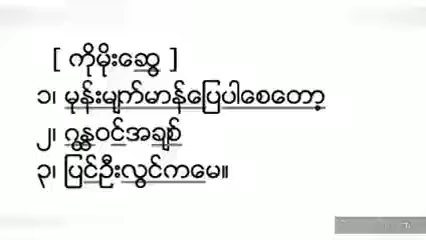 [ ကိုမိုးဆွေ ]
၁၊ မုန်းမျက်မာန်ပြေပါစေတော့
၂၊ ဂန္ထဝင်အချစ်
၃၊ ပြင်ဦးလွင်ကမေ။